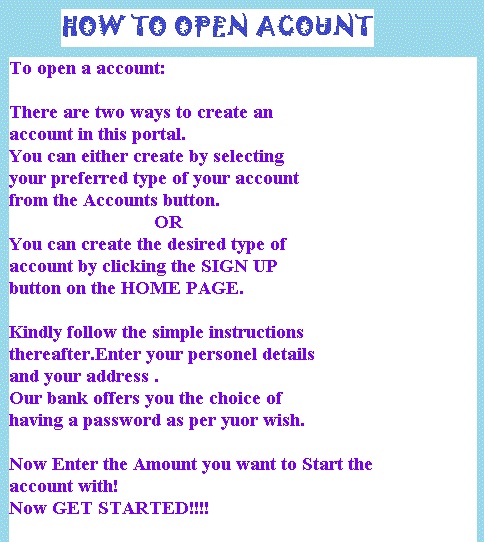 HOW TO OPEN ACOUNT
To open a account:
There are two ways to create an
account in this portal.
You can either create by selecting
your preferred type of your account
from the Accounts button.
OR
You can create the desired type of
account by clicking the SIGN UP
button on the HOME PAGE.
Kindly follow the simple instructions
thereafter.Enter your personel details
and your address .
Our bank offers you the choice of
having a password as per yuor wish.
Now Enter the Amount you want to Start the
account with!
Now GET STARTED!!!!